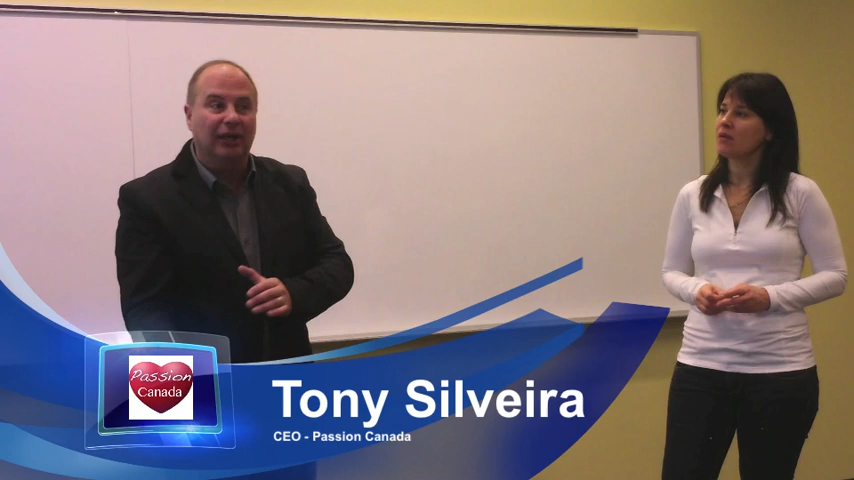 Passion
Canada
Tony Silveira
CEO - Passion Canada